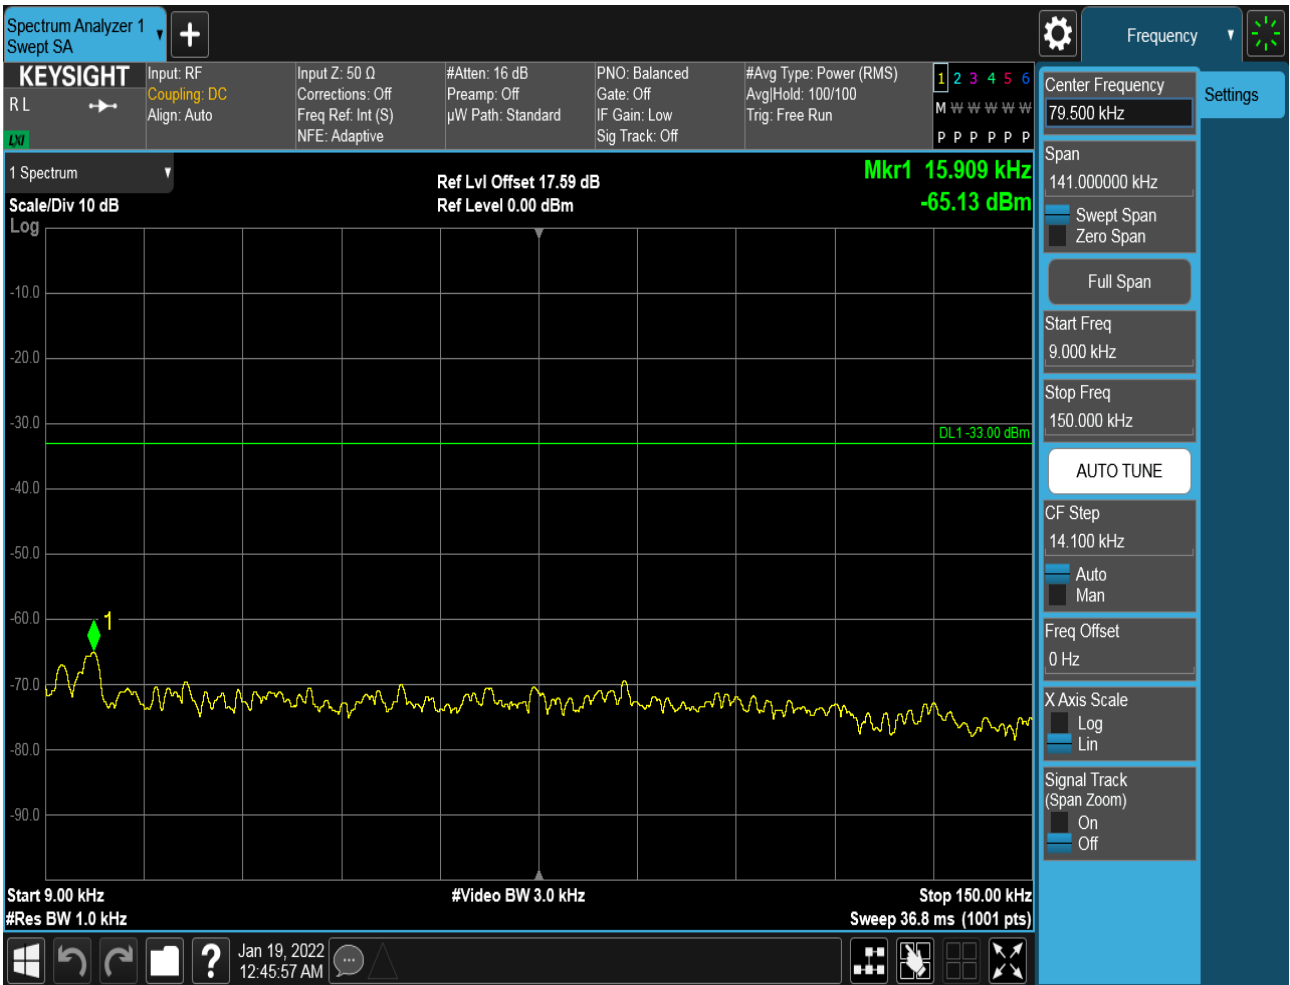 Spectrum Analyzer 1
Swept SA
Frequency
KEYSIGHT
R L
LXI
Input: RF
Coupling: DC
Align: Auto
Input Z: 50 Ω
Corrections: Off
Freq Ref: Int (S)
NFE: Adaptive
#Atten: 16 dB
Preamp: Off
µW Path: Standard
PNO: Balanced
Gate: Off
IF Gain: Low
Sig Track: Off
#Avg Type: Power (RMS)
Avg|Hold: 100/100
Trig: Free Run
1 2 3 4 5 6
M W W W W W
P P P P P P
1 Spectrum
Scale/Div 10 dB
Log
Ref Lvl Offset 17.59 dB
Ref Level 0.00 dBm
Mkr1 15.909 kHz
-65.13 dBm
-10.0
-20.0
-30.0
DL1 -33.00 dBm
-40.0
-50.0
-60.0
1
-70.0
-80.0
-90.0
Start 9.00 kHz
#Video BW 3.0 kHz
Stop 150.00 kHz
#Res BW 1.0 kHz
Sweep 36.8 ms (1001 pts)
Jan 19, 2022
12:45:57 AM
?
Center Frequency
79.500 kHz
Settings
Span
141.000000 kHz
Swept Span
Zero Span
Full Span
Start Freq
9.000 kHz
Stop Freq
150.000 kHz
AUTO TUNE
CF Step
14.100 kHz
Auto
Man
Freq Offset
0 Hz
X Axis Scale
Log
Lin
Signal Track
(Span Zoom)
On
Off